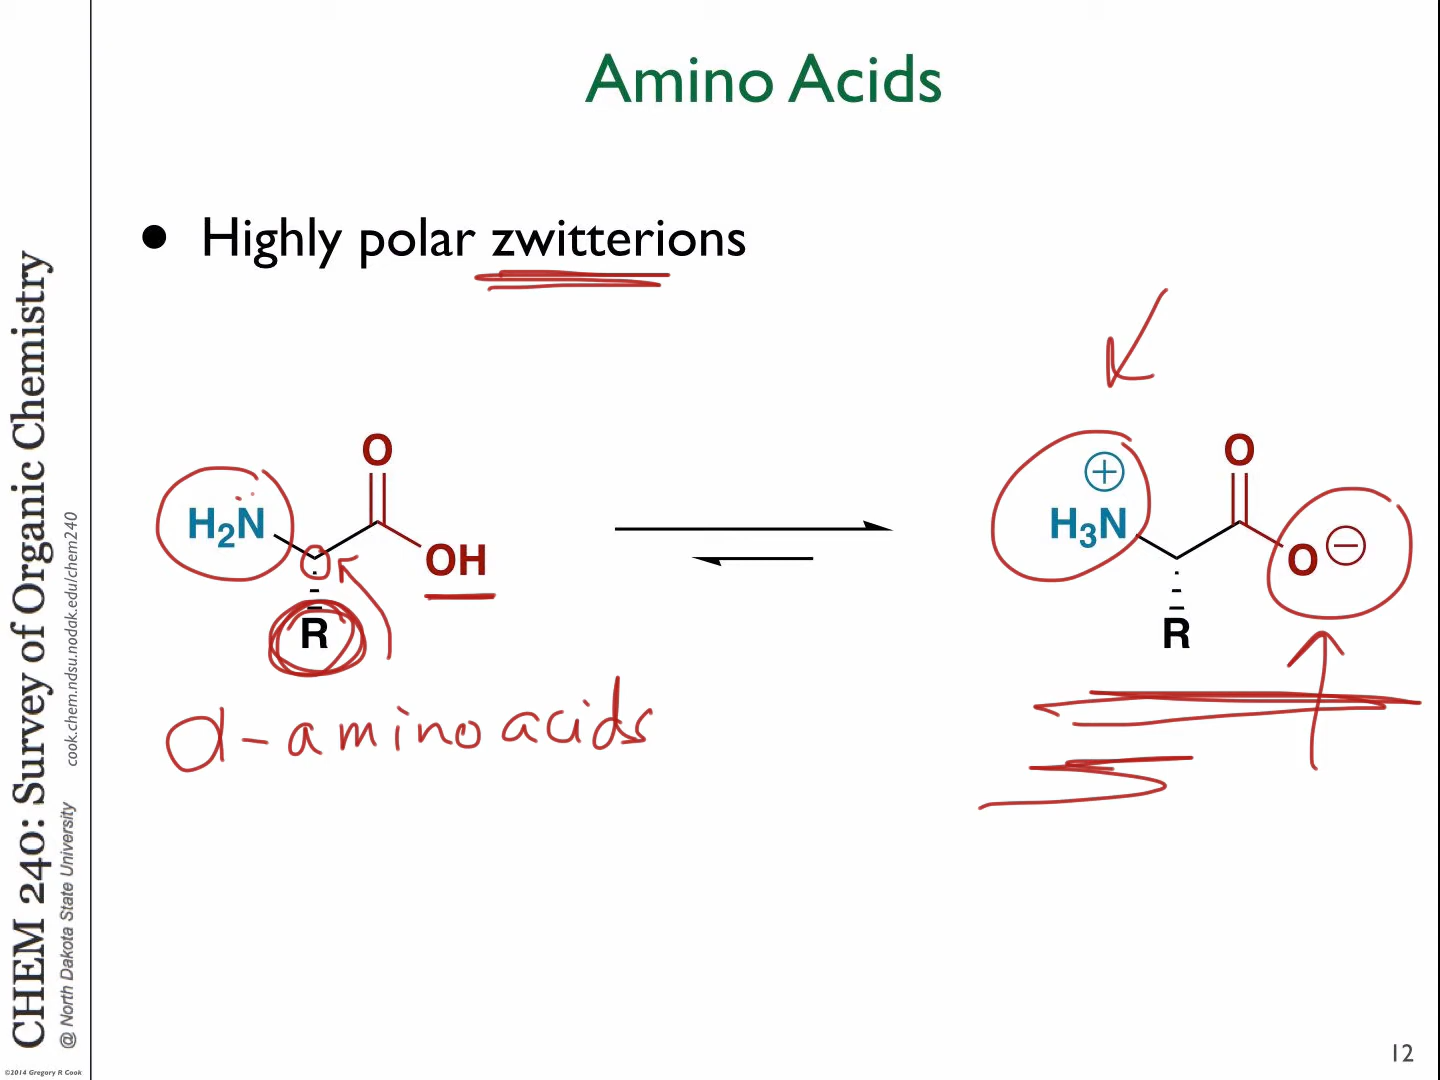 Amino Acids
● Highly polar zwitterions
O
H₂N
OH
R
O
⊕
H₃N
O ⊖
R
α-amino acids
CHEM 240: Survey of Organic Chemistry
@ North Dakota State University cook.chem.ndsu.nodak.edu/chem240
©2014 Gregory R Cook
12